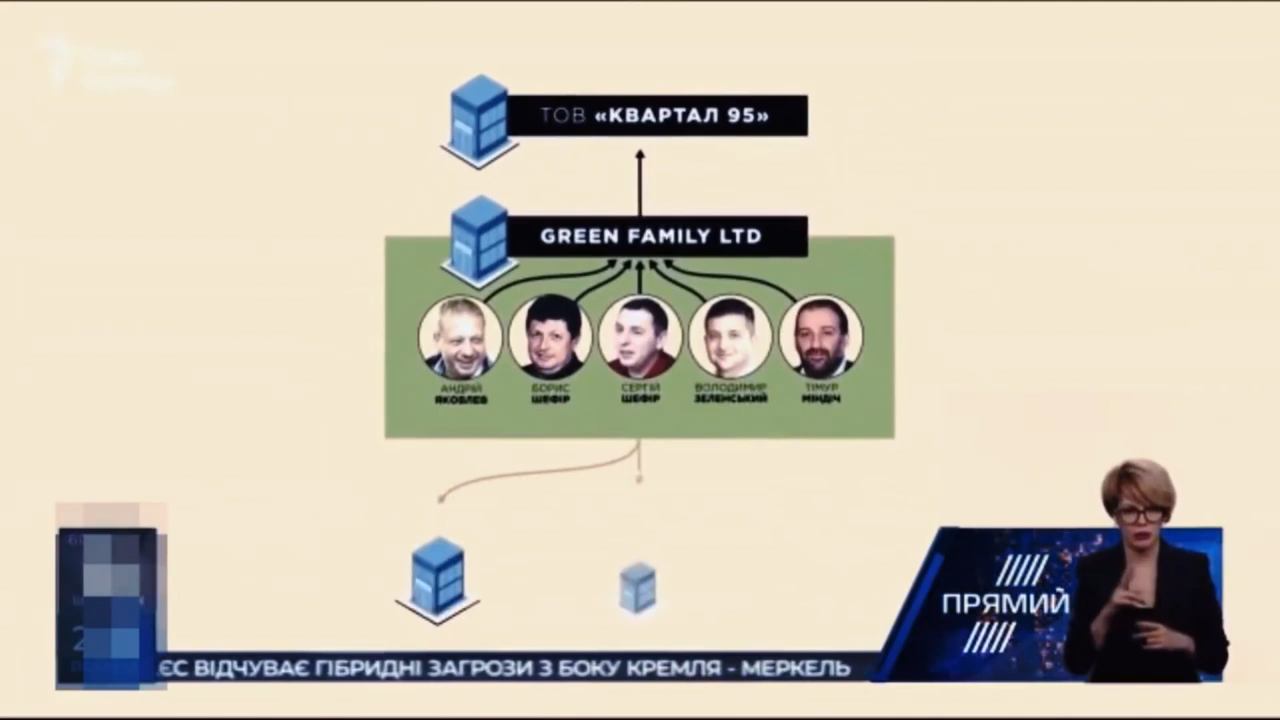 ТОВ «КВАРТАЛ 95»
GREEN FAMILY LTD
АНДРІЙ
ЯКОВЛЕВ
БОРИС
ШЕФІР
СЕРГІЙ
ШЕФІР
ВОЛОДИМИР
ЗЕЛЕНСЬКИЙ
ТІМУР
МІНДІЧ
ПРЯМИЙ
ЄС ВІДЧУВАЄ ГІБРИДНІ ЗАГРОЗИ З БОКУ КРЕМЛЯ - МЕРКЕЛЬ